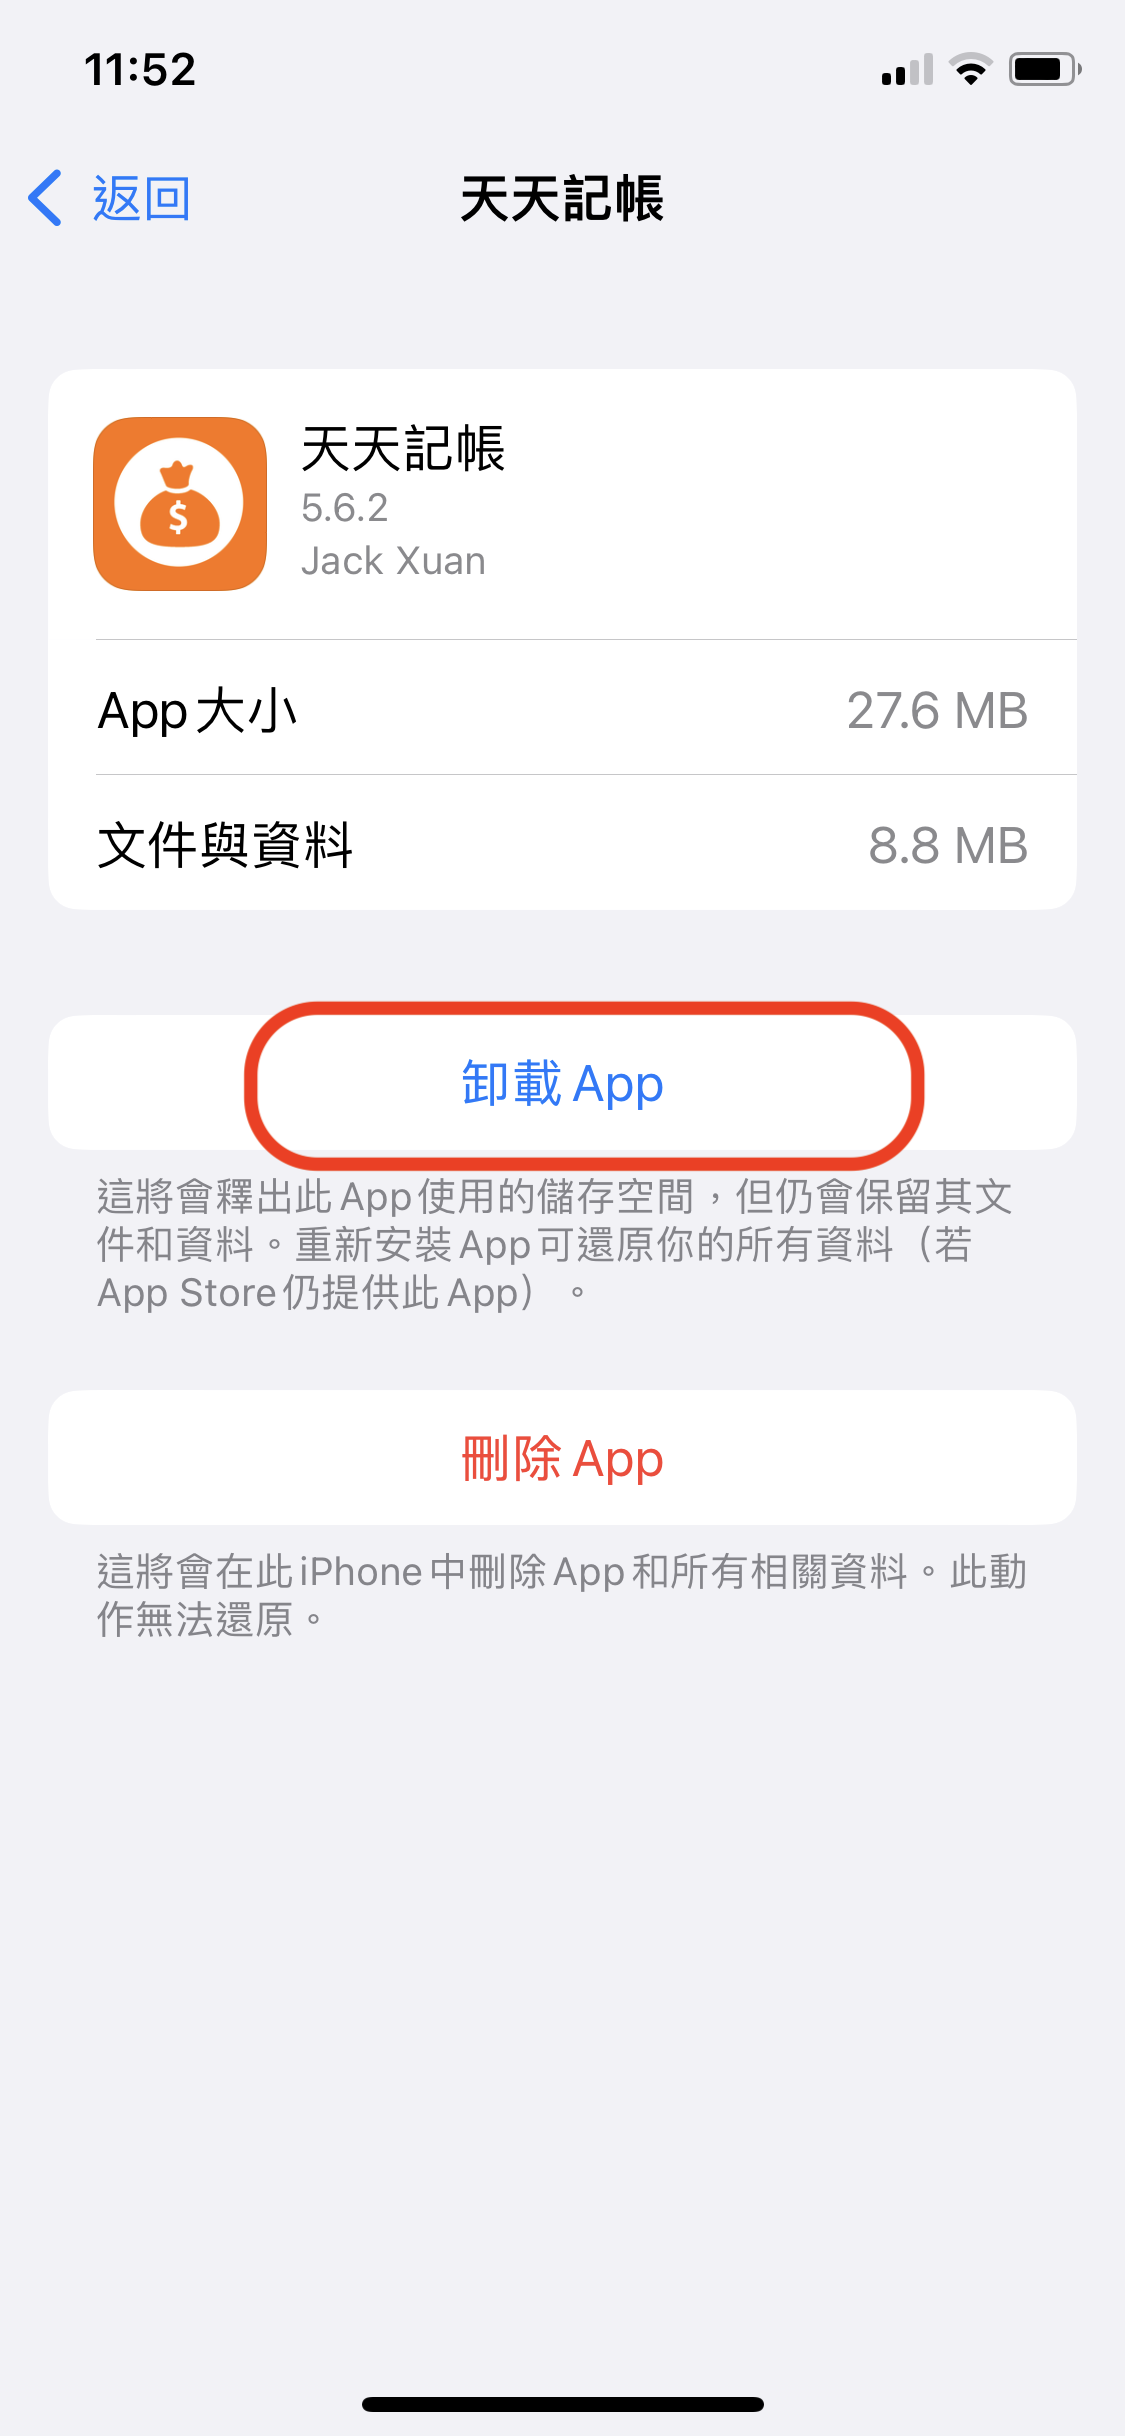 11:52
返回
天天記帳
天天記帳
5.6.2
Jack Xuan
$
App 大小
27.6 MB
文件與資料
8.8 MB
卸載 App
這將會釋出此 App 使用的儲存空間，但仍會保留其文
件和資料。重新安裝 App 可還原你的所有資料（若
App Store 仍提供此 App）。
刪除 App
這將會在此 iPhone 中刪除 App 和所有相關資料。此動
作無法還原。